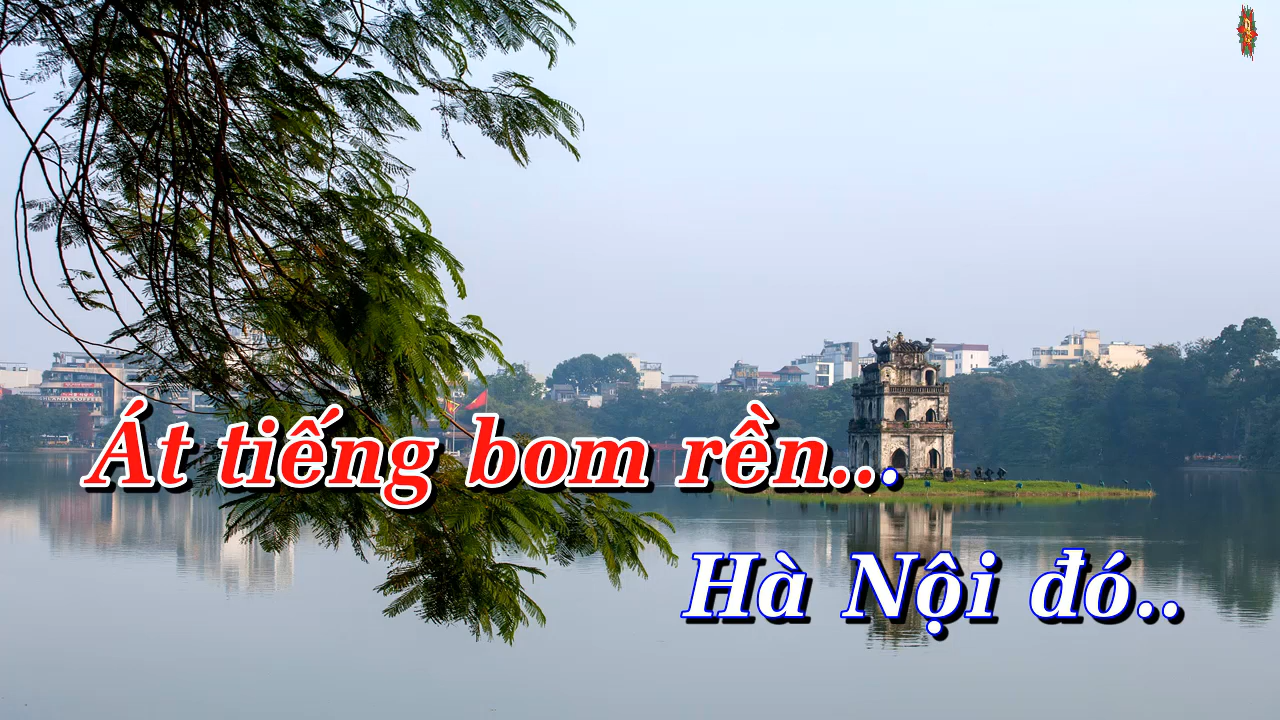 Át tiếng bom rền...
Hà Nội đó..